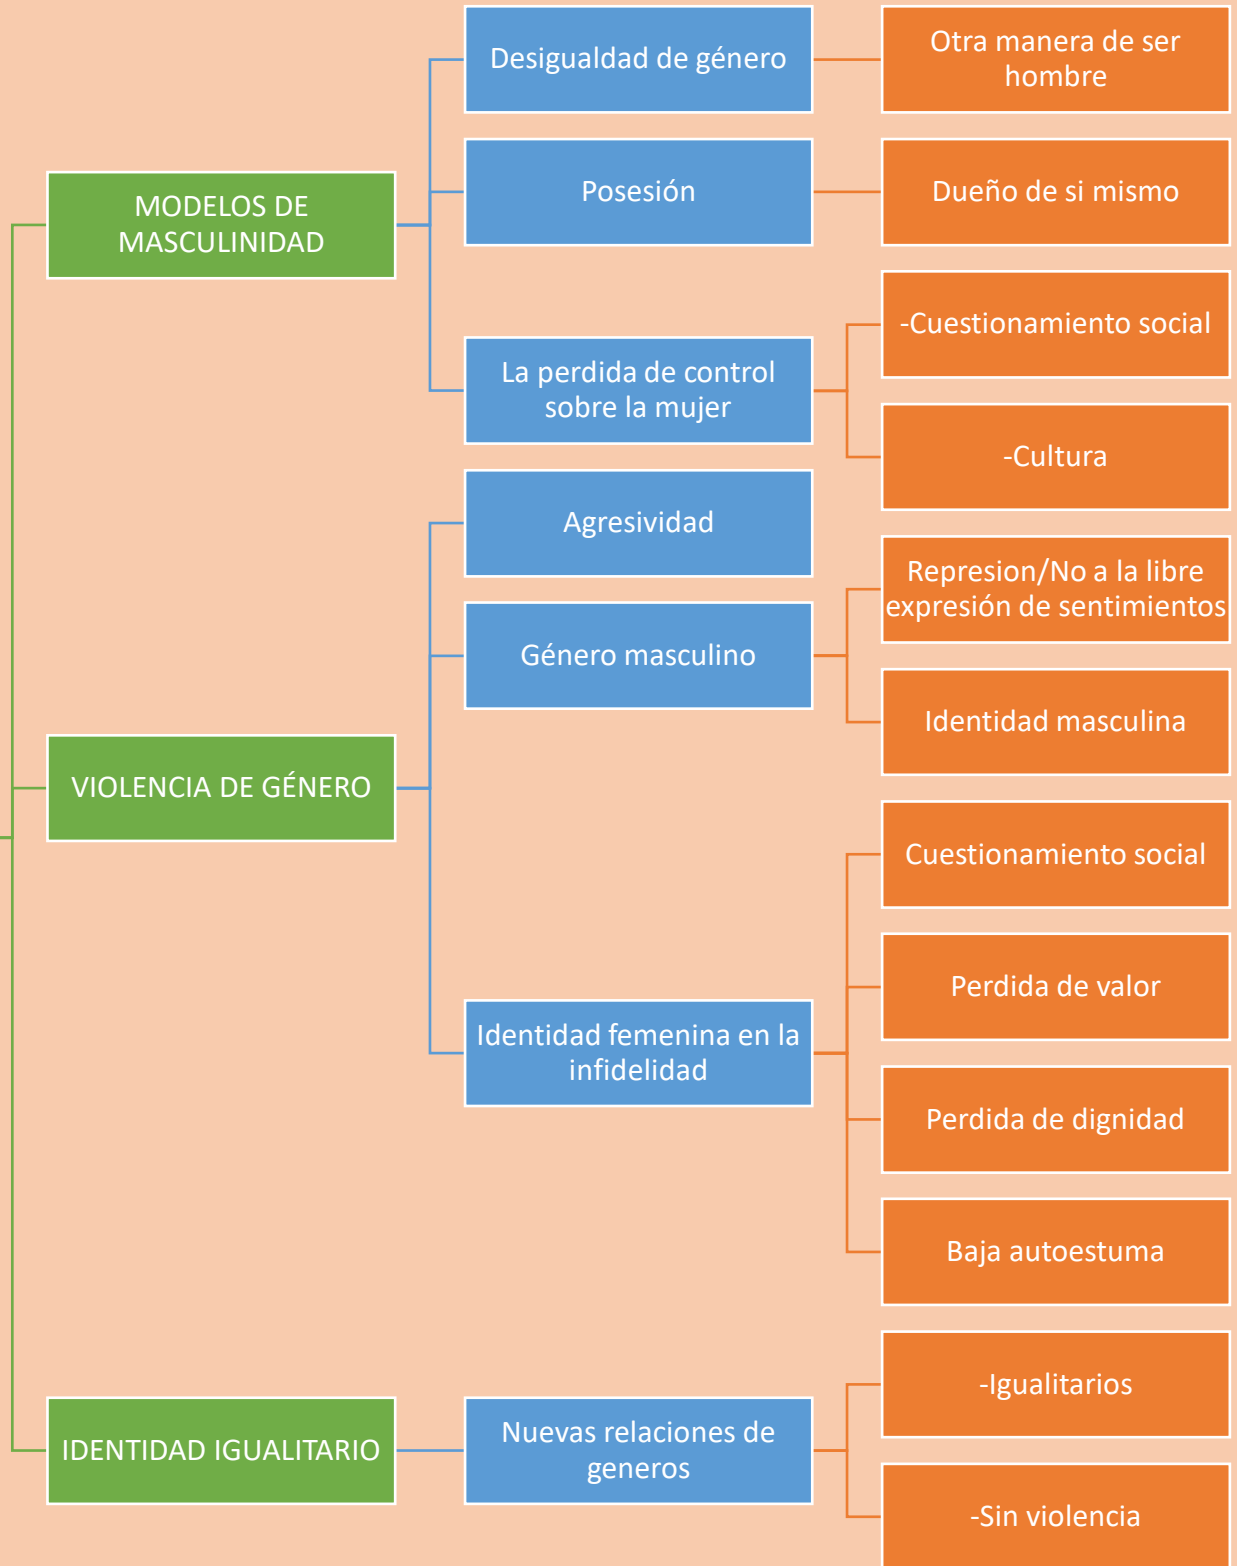 MODELOS DE
MASCULINIDAD
Desigualdad de género
Otra manera de ser
hombre
Posesión
Dueño de si mismo
La perdida de control
sobre la mujer
-Cuestionamiento social
-Cultura
VIOLENCIA DE GÉNERO
Agresividad
Género masculino
Represion/No a la libre
expresión de sentimientos
Identidad masculina
Identidad femenina en la
infidelidad
Cuestionamiento social
Perdida de valor
Perdida de dignidad
Baja autoestuma
IDENTIDAD IGUALITARIO
Nuevas relaciones de
generos
-Igualitarios
-Sin violencia